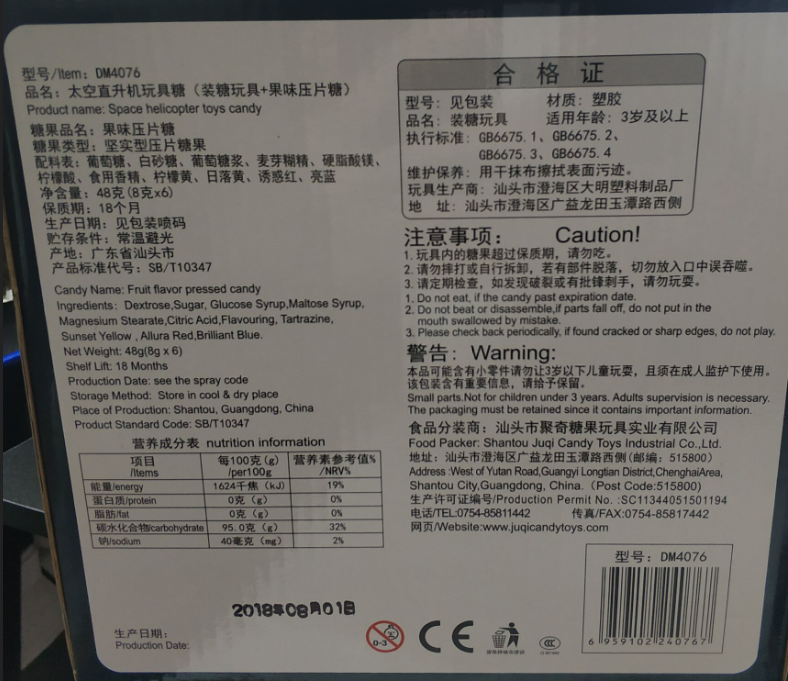 型号/Item: DM4076
品名：太空直升机玩具糖（装糖玩具+果味压片糖）
Product name: Space helicopter toys candy
糖果品名：果味压片糖
糖果类型：坚实型压片糖果
配料表：葡萄糖、白砂糖、葡萄糖浆、麦芽糊精、硬脂酸镁、
柠檬酸、食用香精、柠檬黄、日落黄、诱惑红、亮蓝
净含量：48克(8克x6)
保质期：18个月
生产日期：见包装喷码
贮存条件：常温避光
产地：广东省汕头市
产品标准代号：SB/T10347
Candy Name: Fruit flavor pressed candy
Ingredients: Dextrose,Sugar, Glucose Syrup,Maltose Syrup,
Magnesium Stearate,Citric Acid,Flavouring, Tartrazine,
Sunset Yellow , Allura Red,Brilliant Blue.
Net Weight: 48g(8g x 6)
Shelf Lift: 18 Months
Production Date: see the spray code
Storage Method: Store in cool & dry place
Place of Production: Shantou, Guangdong, China
Product Standard Code: SB/T10347
营养成分表 nutrition information
项目 /Items 每100克(g) /per100g 营养素参考值% /NRV%
能量/energy 1624千焦（kJ） 19%
蛋白质/protein 0克（g） 0%
脂肪/fat 0克（g） 0%
碳水化合物/carbohydrate 95.0克（g） 32%
钠/sodium 40毫克（mg） 2%
2018年08月01日
生产日期：
Production Date:
合格证
型号：见包装 材质：塑胶
品名：装糖玩具 适用年龄：3岁及以上
执行标准：GB6675.1、GB6675.2、
GB6675.3、GB6675.4
维护保养：用干抹布擦拭表面污迹。
玩具生产商：汕头市澄海区大明塑料制品厂
地 址：汕头市澄海区广益龙田玉潭路西侧
注意事项： Caution!
1. 玩具内的糖果超过保质期，请勿吃。
2. 请勿摔打或自行拆卸，若有部件脱落，切勿放入口中误吞噬。
3. 请定期检查，如发现破裂或有批锋刺手，请勿玩耍。
1. Do not eat, if the candy past expiration date.
2. Do not beat or disassemble,if parts fall off, do not put in the
mouth swallowed by mistake.
3. Please check back periodically, if found cracked or sharp edges, do not play.
警告：Warning:
本品可能含有小零件请勿让3岁以下儿童玩耍，且须在成人监护下使用。
该包装含有重要信息，请给予保留。
Small parts.Not for children under 3 years. Adults supervision is necessary.
The packaging must be retained since it contains important information.
食品分装商：汕头市聚奇糖果玩具实业有限公司
Food Packer: Shantou Juqi Candy Toys Industrial Co.,Ltd.
地址：汕头市澄海区广益龙田玉潭路西侧(邮编：515800)
Address :West of Yutan Road,Guangyi Longtian District,ChenghaiArea,
Shantou City,Guangdong, China.（Post Code:515800)
生产许可证编号/Production Permit No. :SC11344051501194
电话/TEL:0754-85811442 传真/FAX:0754-85817442
网页/Website:www.juqicandytoys.com
0-3
CE
CCC
型号：DM4076
6 959102 240767